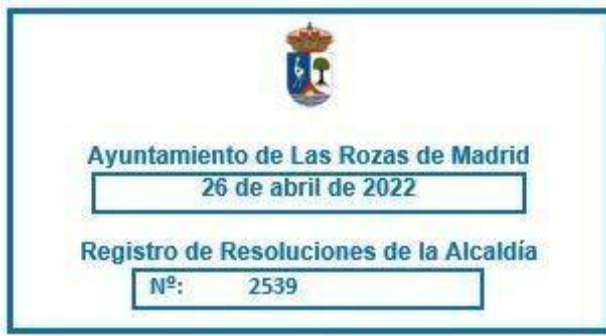 Ayuntamiento de Las Rozas de Madrid
26 de abril de 2022
Registro de Resoluciones de la Alcaldía
Nº: 2539